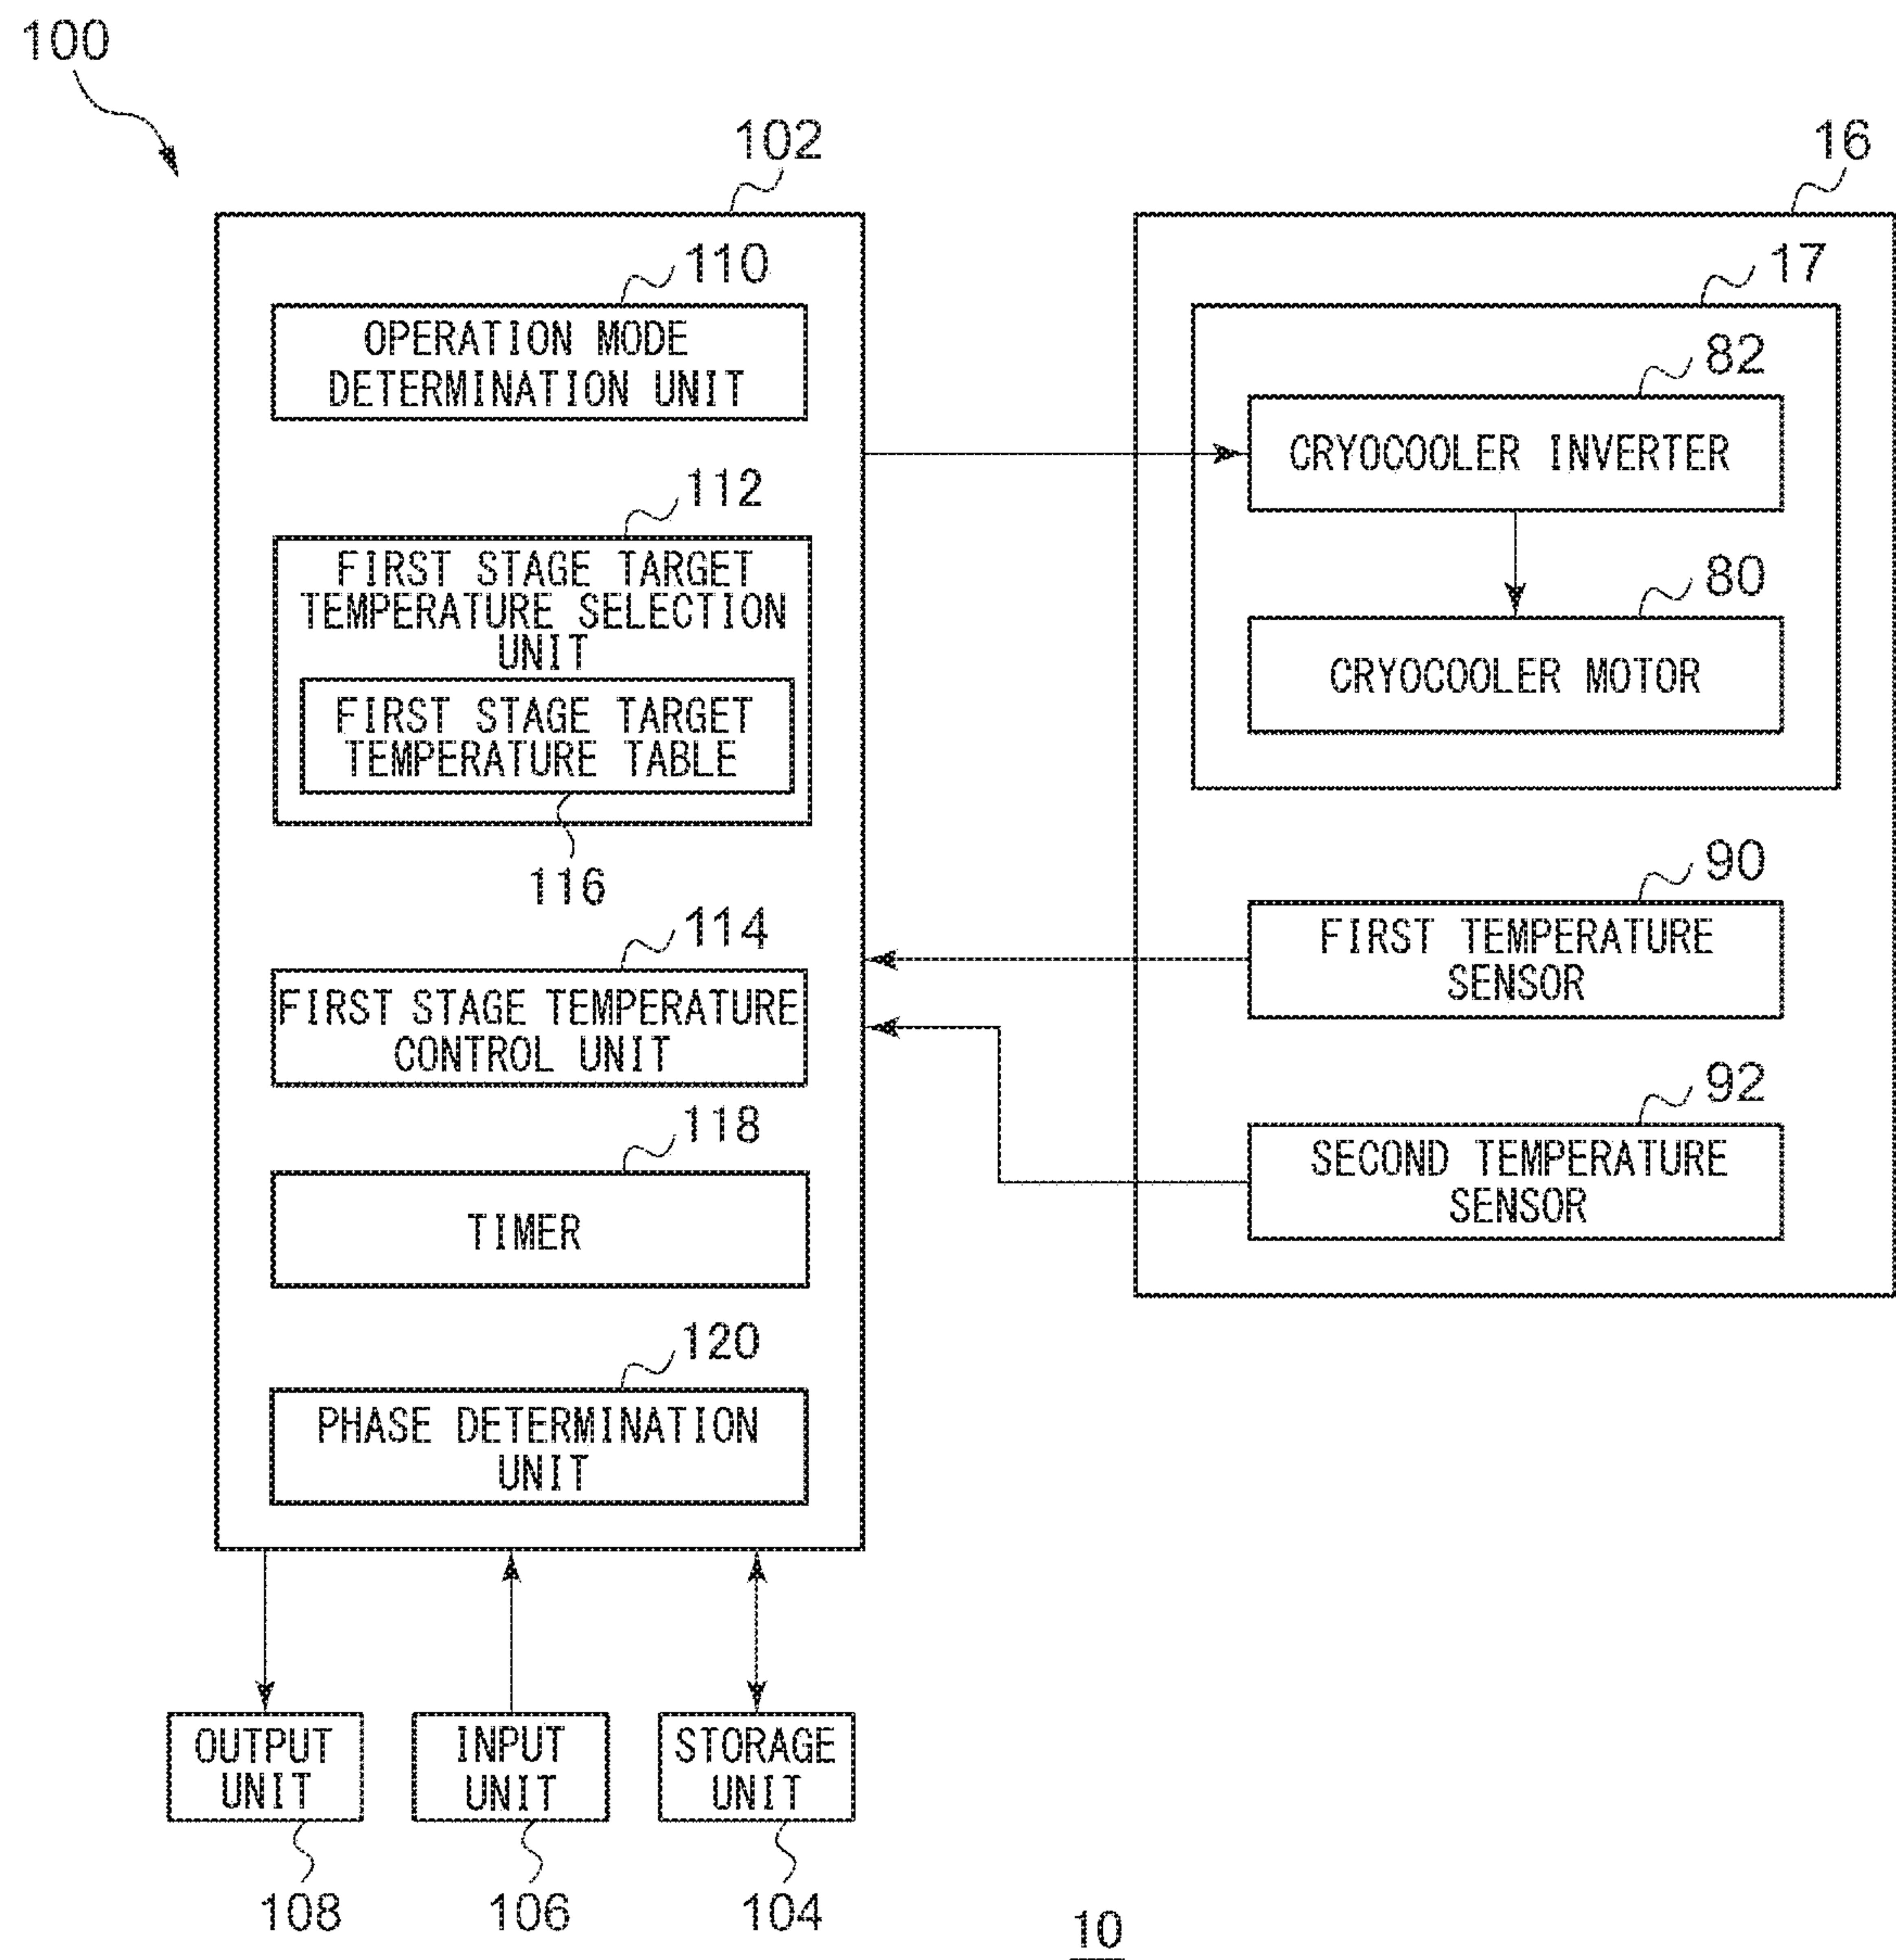 100
102
110
OPERATION MODE
DETERMINATION UNIT
112
FIRST STAGE TARGET
TEMPERATURE SELECTION
UNIT
FIRST STAGE TARGET
TEMPERATURE TABLE
116
114
FIRST STAGE TEMPERATURE
CONTROL UNIT
118
TIMER
120
PHASE DETERMINATION
UNIT
16
17
82
CRYOCOOLER INVERTER
80
CRYOCOOLER MOTOR
90
FIRST TEMPERATURE
SENSOR
92
SECOND TEMPERATURE
SENSOR
OUTPUT
UNIT
108
INPUT
UNIT
106
STORAGE
UNIT
104
10